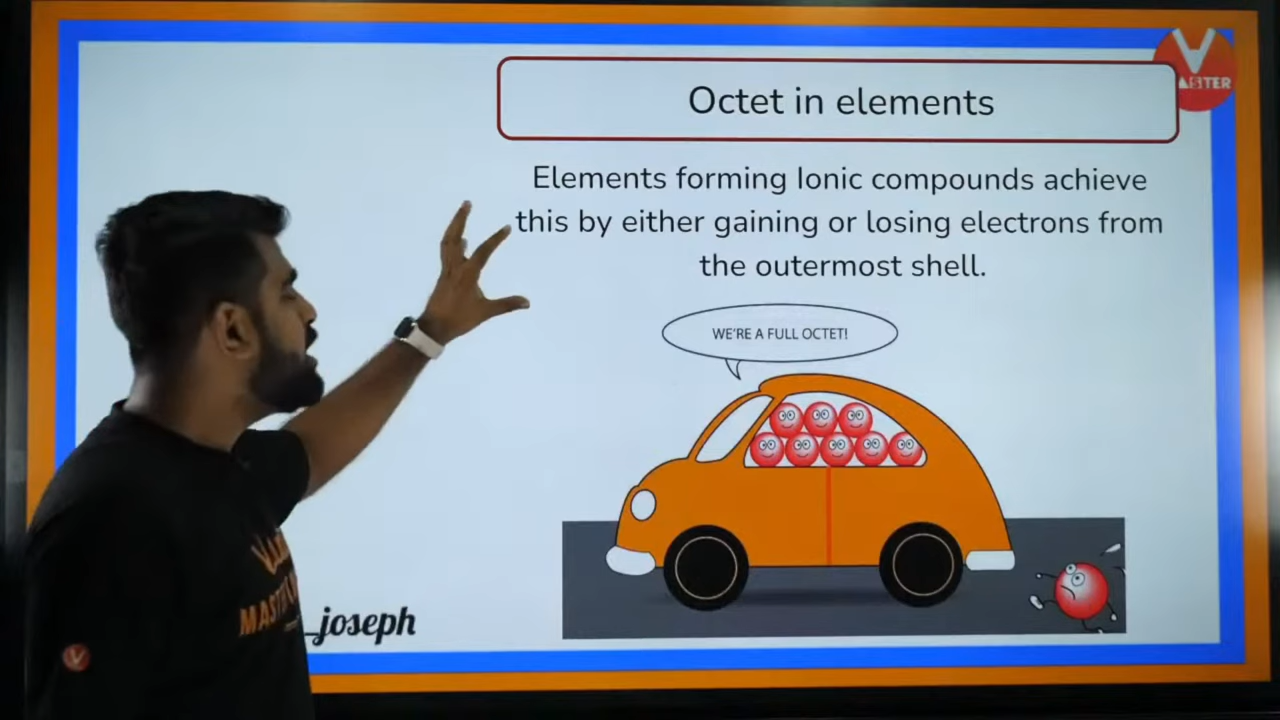 Octet in elements
Elements forming Ionic compounds achieve
this by either gaining or losing electrons from
the outermost shell.
WE'RE A FULL OCTET!
joseph